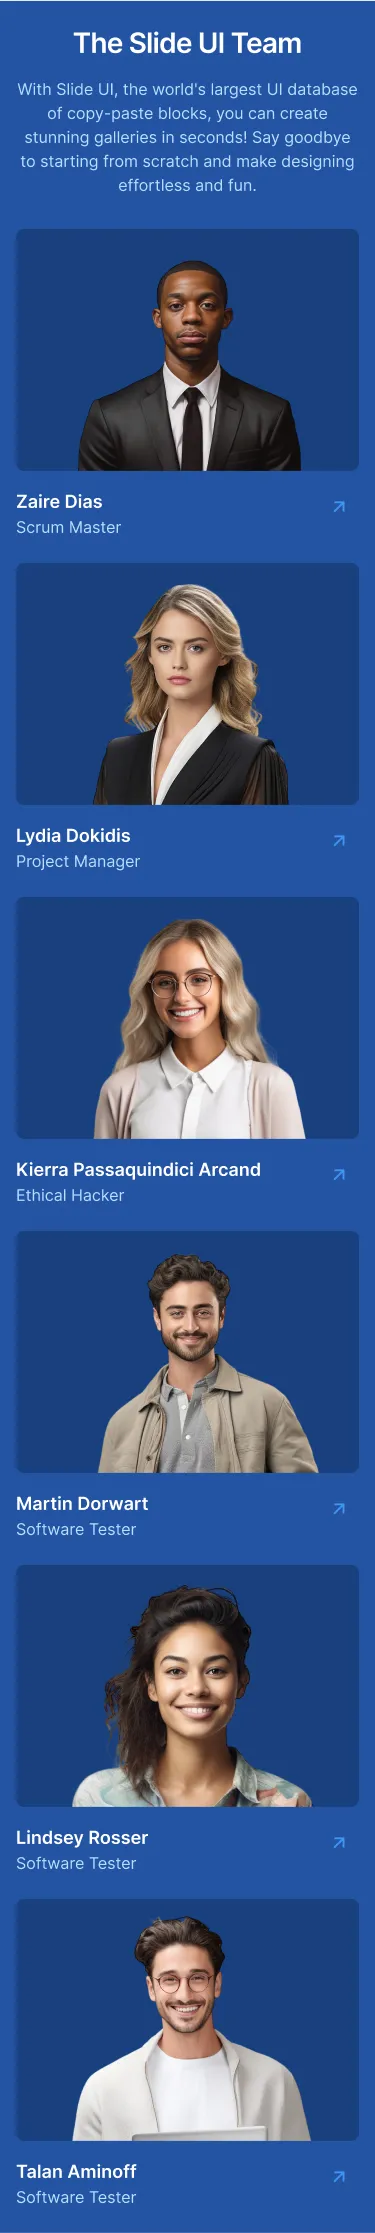 The Slide UI Team
With Slide UI, the world's largest UI database
of copy-paste blocks, you can create
stunning galleries in seconds! Say goodbye
to starting from scratch and make designing
effortless and fun.
Zaire Dias
Scrum Master
Lydia Dokidis
Project Manager
Kierra Passaquindici Arcand
Ethical Hacker
Martin Dorwart
Software Tester
Lindsey Rosser
Software Tester
Talan Aminoff
Software Tester